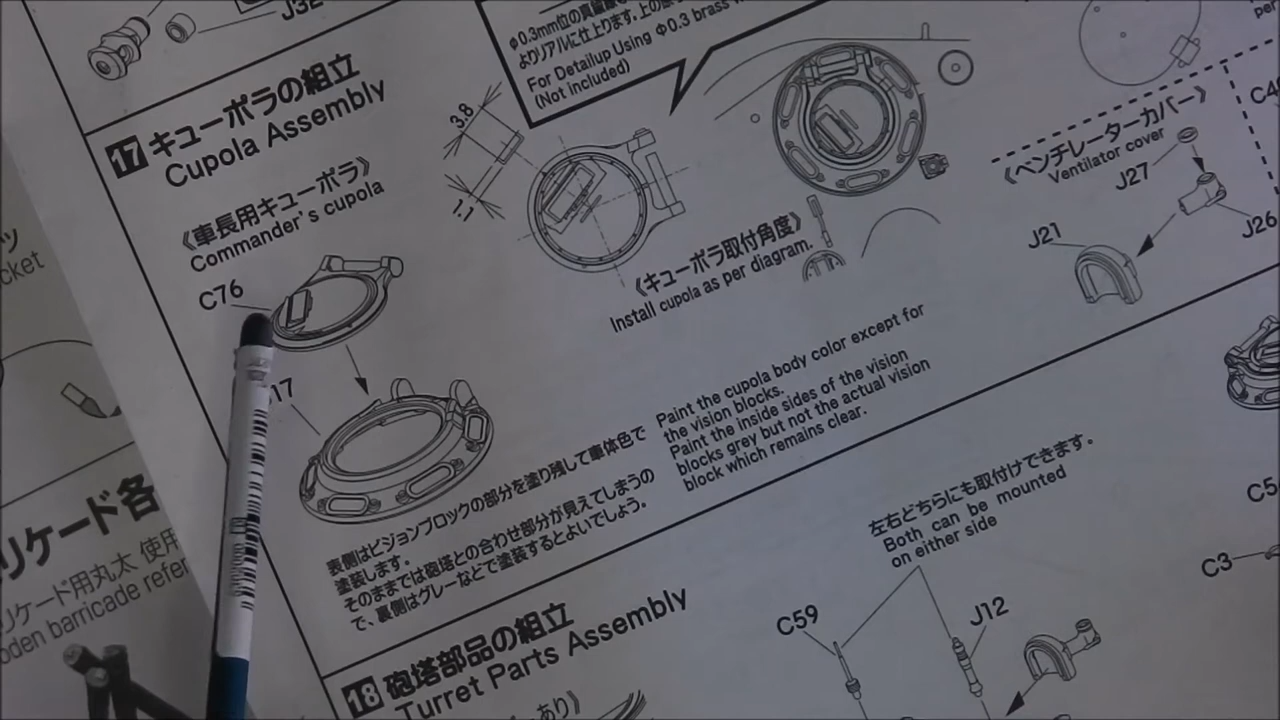 J32
φ0.3mm位の真鍮線
よりリアルに仕上ります。上の
For Detailup Using Φ0.3 brass
(Not included)
17 キューポラの組立
Cupola Assembly
《車長用キューポラ》
Commander's cupola
C76
17
3.8
1.1
《キューポラ取付角度》
Install cupola as per diagram.
《ベンチレーターカバー》
Ventilator cover
J27
J26
J21
表側はビジョンブロックの部分を塗り残して車体色で
塗装します。
そのままでは砲塔との合わせ部分が見えてしまうの
で、裏側はグレーなどで塗装するとよいでしょう。
Paint the cupola body color except for
the vision blocks.
Paint the inside sides of the vision
blocks grey but not the actual vision
block which remains clear.
18 砲塔部品の組立
Turret Parts Assembly
左右どちらにも取付けできます。
Both can be mounted
on either side
C59
J12
C3
C5
C4
cket
リケード各
リケード用丸太 使用
oden barricade refer
あり》